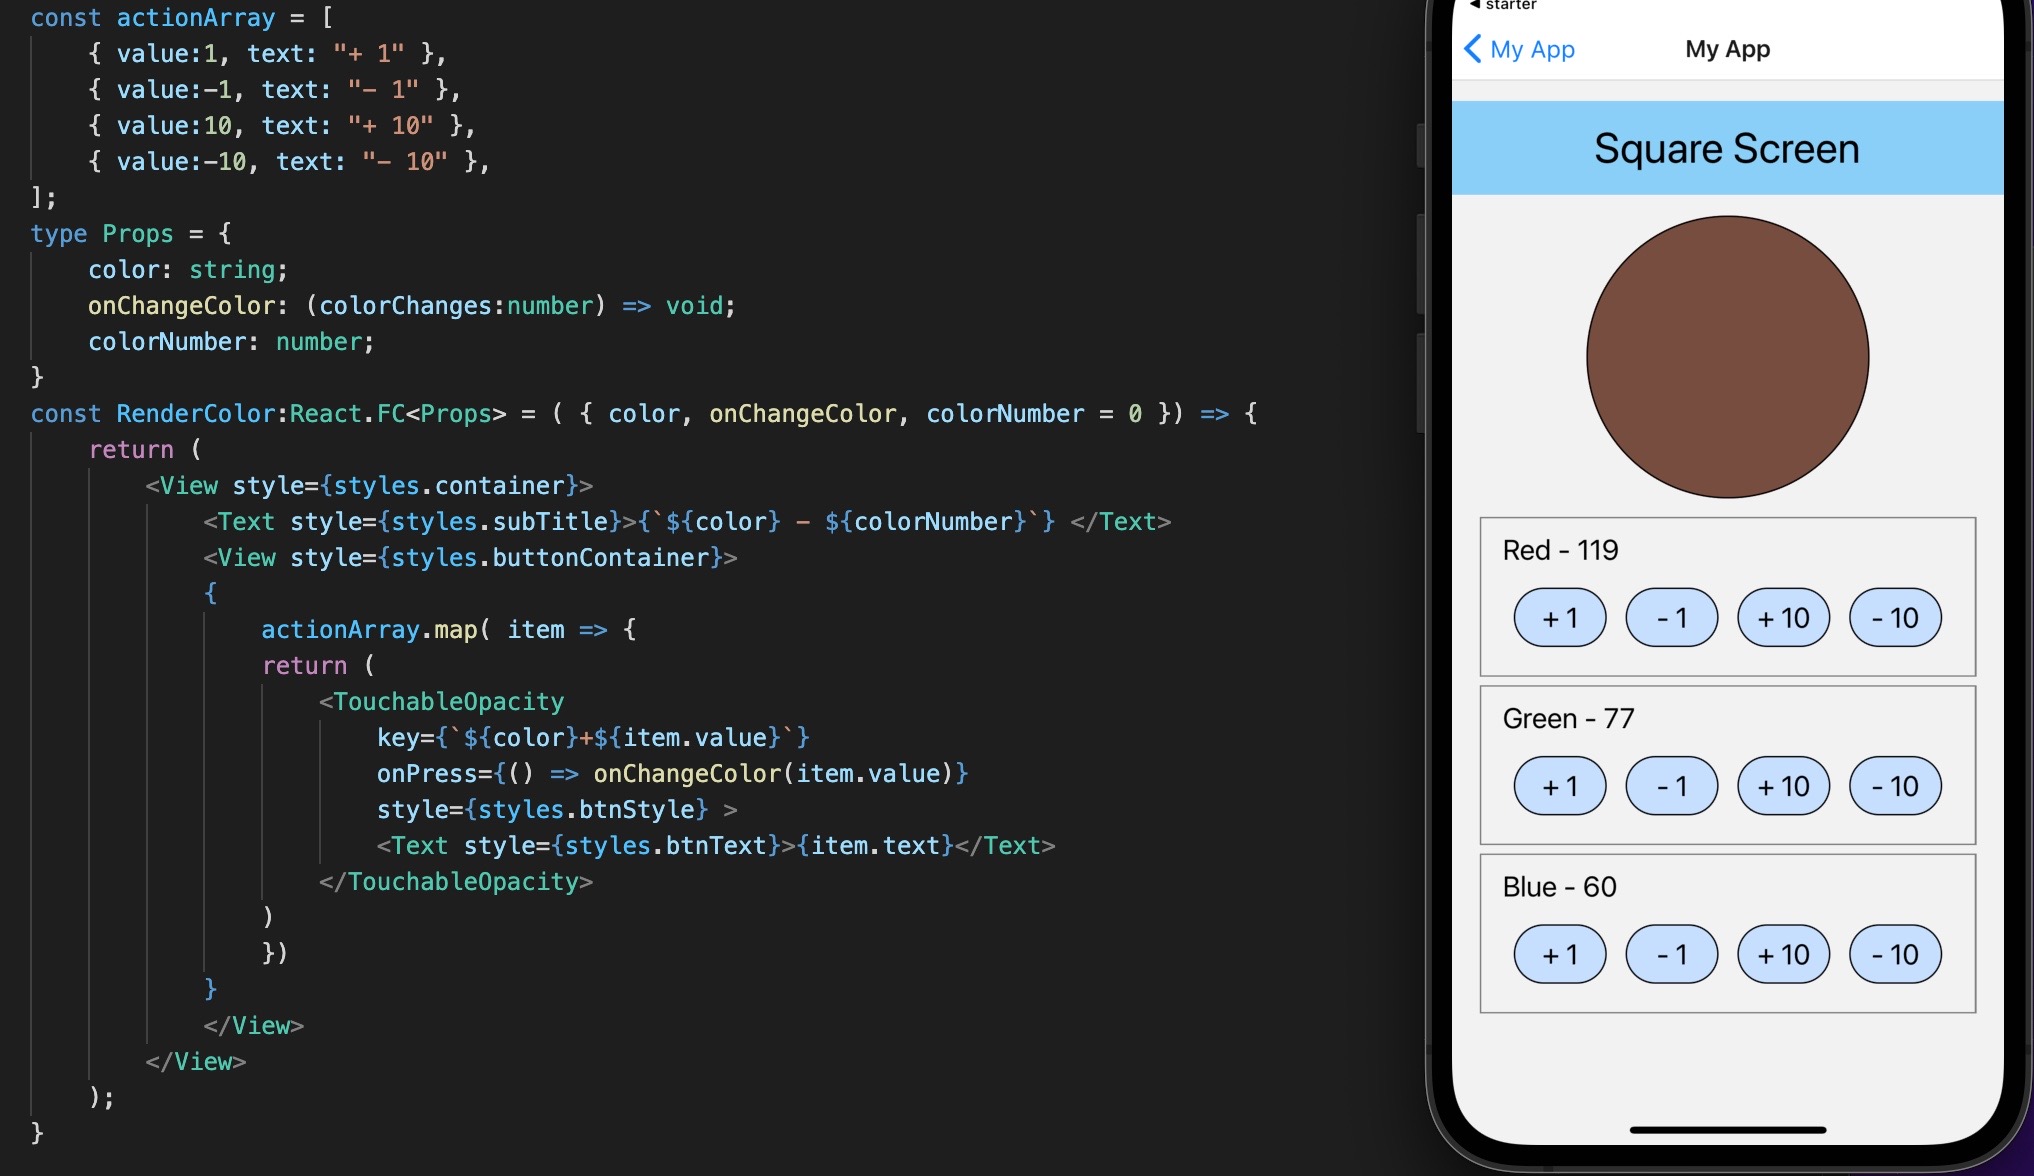 const actionArray = [
    { value:1, text: "+ 1" },
    { value:-1, text: "- 1" },
    { value:10, text: "+ 10" },
    { value:-10, text: "- 10" },
];
type Props = {
    color: string;
    onChangeColor: (colorChanges:number) => void;
    colorNumber: number;
}
const RenderColor:React.FC<Props> = ( { color, onChangeColor, colorNumber = 0 }) => {
    return (
        <View style={styles.container}>
            <Text style={styles.subTitle}>{`${color} - ${colorNumber}`} </Text>
            <View style={styles.buttonContainer}>
            {
                actionArray.map( item => {
                return (
                    <TouchableOpacity
                        key={`${color}+${item.value}`}
                        onPress={() => onChangeColor(item.value)}
                        style={styles.btnStyle} >
                        <Text style={styles.btnText}>{item.text}</Text>
                    </TouchableOpacity>
                )
                })
            }
            </View>
        </View>
    );
}
◀ starter
My App
My App
Square Screen
Red - 119
+ 1 - 1 + 10 - 10
Green - 77
+ 1 - 1 + 10 - 10
Blue - 60
+ 1 - 1 + 10 - 10